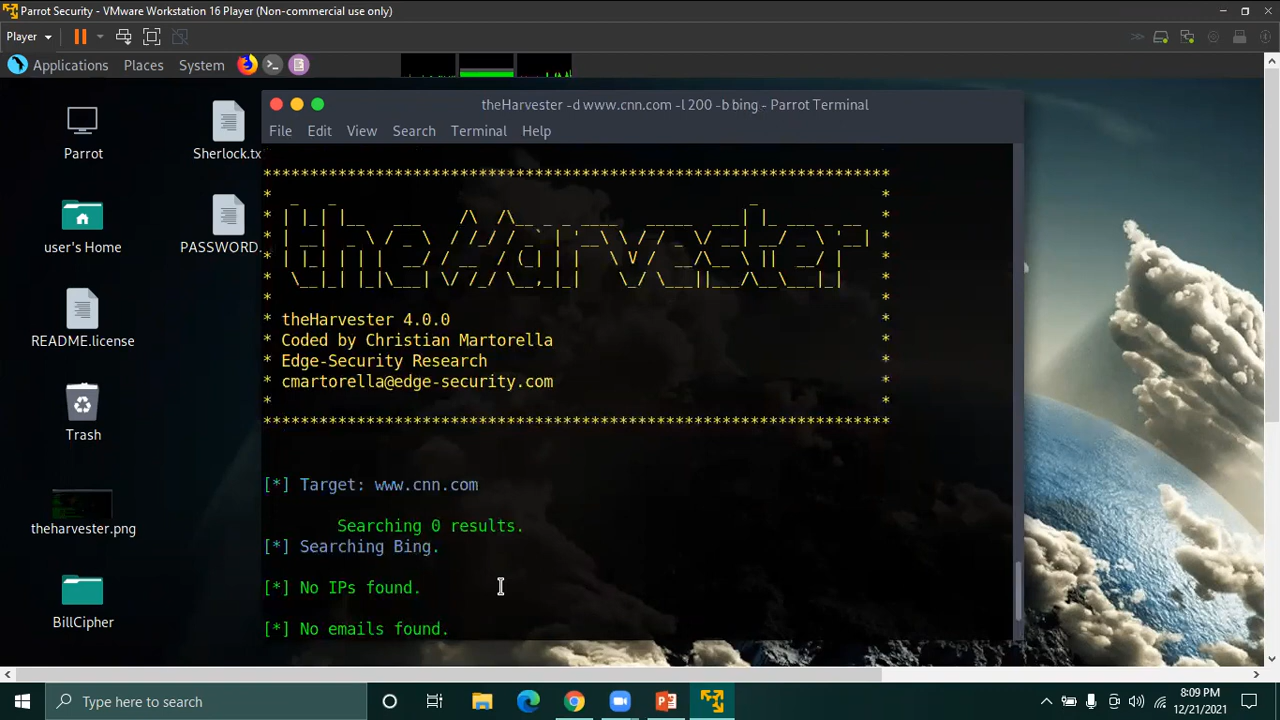 Parrot Security - VMware Workstation 16 Player (Non-commercial use only)
Player
Applications Places System
theHarvester -d www.cnn.com -l 200 -b bing - Parrot Terminal
File Edit View Search Terminal Help
Parrot
Sherlock.tx
user's Home
PASSWORD.
README.license
Trash
theharvester.png
BillCipher
*******************************************************************
theHarvester
* theHarvester 4.0.0 *
* Coded by Christian Martorella *
* Edge-Security Research *
* cmartorella@edge-security.com *
* *
*******************************************************************
[*] Target: www.cnn.com
Searching 0 results.
[*] Searching Bing.
[*] No IPs found.
[*] No emails found.
Type here to search
8:09 PM
12/21/2021